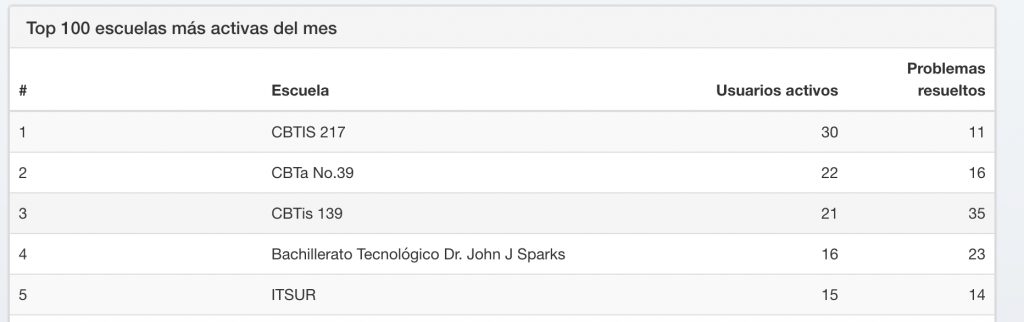 Top 100 escuelas más activas del mes
# Escuela Usuarios activos Problemas resueltos
1 CBTIS 217 30 11
2 CBTa No.39 22 16
3 CBTis 139 21 35
4 Bachillerato Tecnológico Dr. John J Sparks 16 23
5 ITSUR 15 14